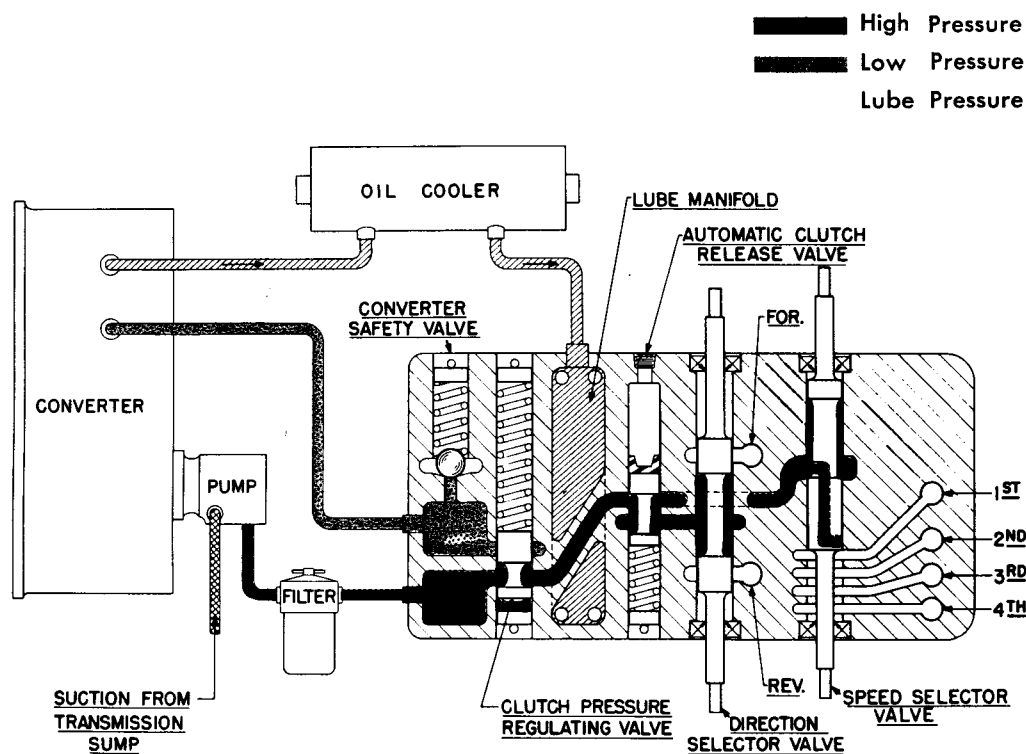 High Pressure
Low Pressure
Lube Pressure
OIL COOLER
LUBE MANIFOLD
AUTOMATIC CLUTCH
RELEASE VALVE
CONVERTER
SAFETY VALVE
FOR.
CONVERTER
PUMP
1ST
2ND
3RD
4TH
FILTER
SUCTION FROM
TRANSMISSION
SUMP
CLUTCH PRESSURE
REGULATING VALVE
REV.
DIRECTION
SELECTOR VALVE
SPEED SELECTOR
VALVE